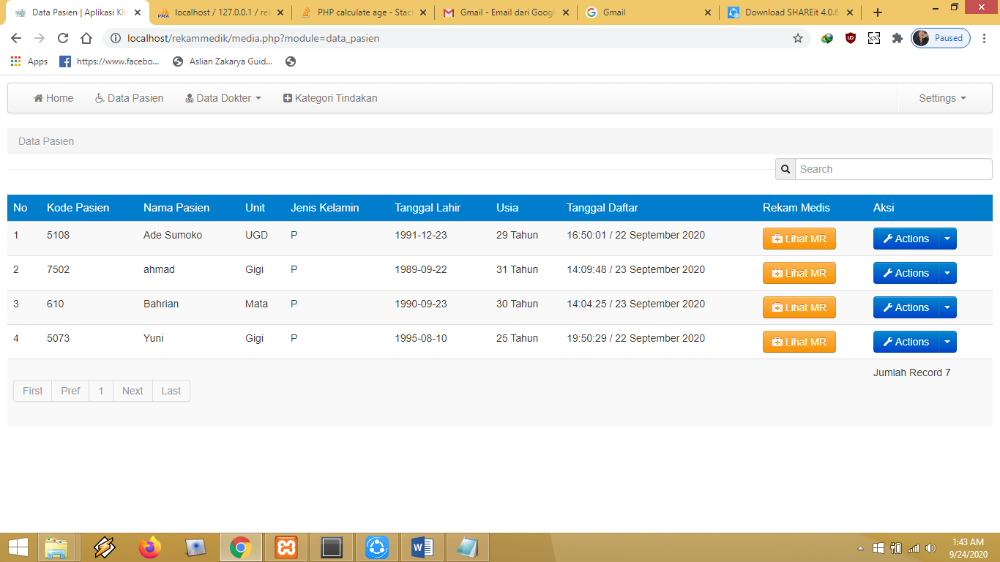 Data Pasien | Aplikasi Kli
localhost / 127.0.0.1 / rek
PHP calculate age - Stac
Gmail - Email dari Googl
Gmail
Download SHAREit 4.0.6.
localhost/rekammedik/media.php?module=data_pasien
Paused
Apps
https://www.facebo...
Aslian Zakarya Guid...
Home
Data Pasien
Data Dokter
Kategori Tindakan
Settings
Data Pasien
Search
No Kode Pasien Nama Pasien Unit Jenis Kelamin Tanggal Lahir Usia Tanggal Daftar Rekam Medis Aksi
1 5108 Ade Sumoko UGD P 1991-12-23 29 Tahun 16:50:01 / 22 September 2020 Lihat MR Actions
2 7502 ahmad Gigi P 1989-09-22 31 Tahun 14:09:48 / 23 September 2020 Lihat MR Actions
3 610 Bahrian Mata P 1990-09-23 30 Tahun 14:04:25 / 23 September 2020 Lihat MR Actions
4 5073 Yuni Gigi P 1995-08-10 25 Tahun 19:50:29 / 22 September 2020 Lihat MR Actions
Jumlah Record 7
First Pref 1 Next Last
1:43 AM
9/24/2020